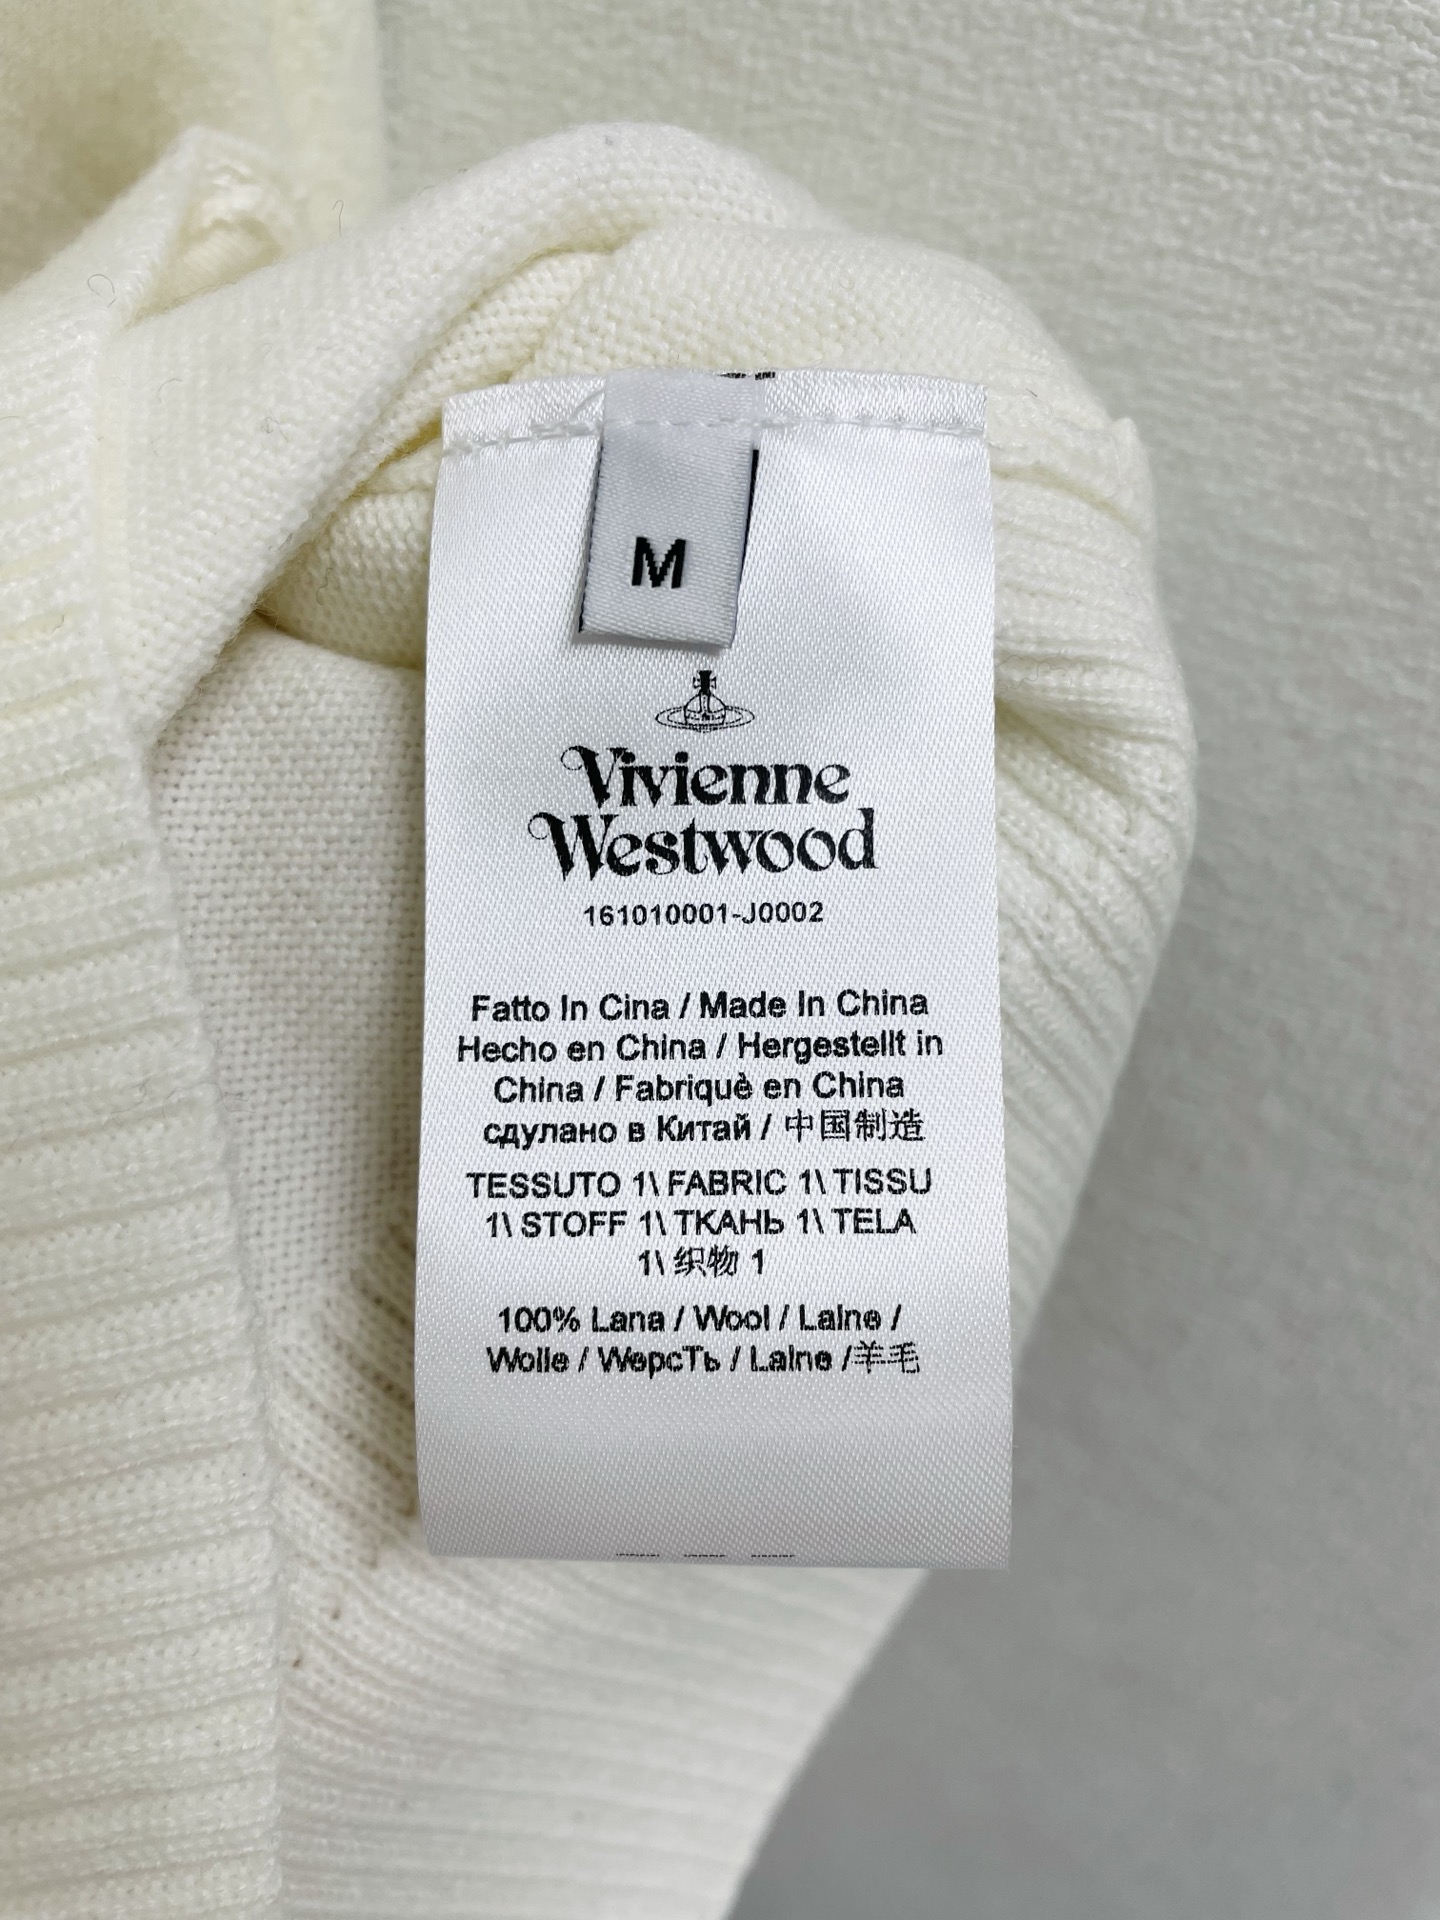 M
Vivienne
Westwood
161010001-J0002
Fatto In Cina / Made In China
Hecho en China / Hergestellt in
China / Fabriquè en China
сдулано в Китай / 中国制造
TESSUTO 1\ FABRIC 1\ TISSU
1\ STOFF 1\ ТКАНЬ 1\ TELA
1\ 织物 1
100% Lana / Wool / Lalne /
Wolle / WepcTь / Lalne /羊毛